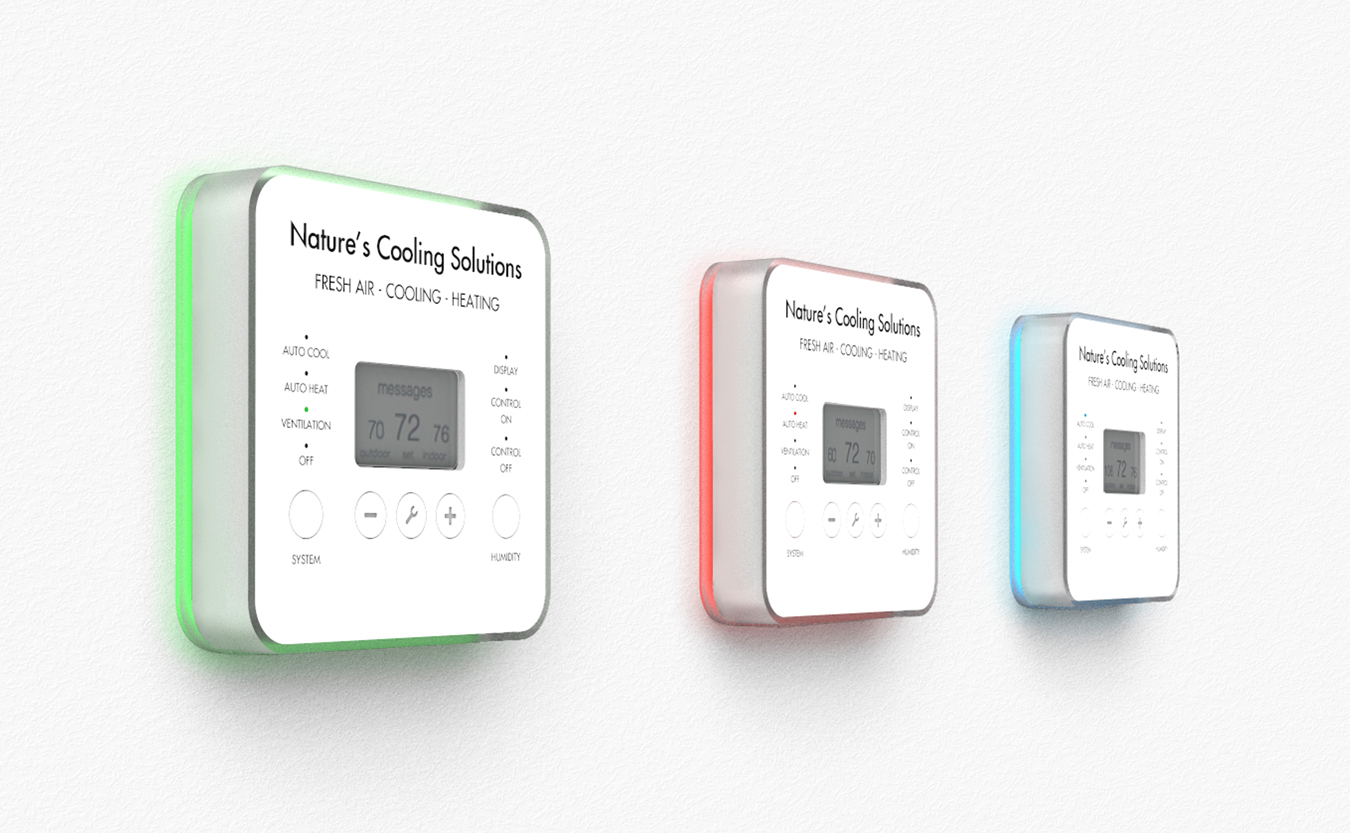 Nature's Cooling Solutions
FRESH AIR - COOLING - HEATING
AUTO COOL
AUTO HEAT
VENTILATION
OFF
messages
70 72 76
outdoor set indoor
DISPLAY
CONTROL
ON
CONTROL
OFF
SYSTEM
HUMIDITY
Nature's Cooling Solutions
FRESH AIR - COOLING - HEATING
AUTO COOL
AUTO HEAT
VENTILATION
OFF
messages
60 72 70
outdoor set indoor
DISPLAY
CONTROL
ON
CONTROL
OFF
SYSTEM
HUMIDITY
Nature's Cooling Solutions
FRESH AIR - COOLING - HEATING
AUTO COOL
AUTO HEAT
VENTILATION
OFF
messages
72 76
DISPLAY
CONTROL
ON
CONTROL
OFF
SYSTEM
HUMIDITY